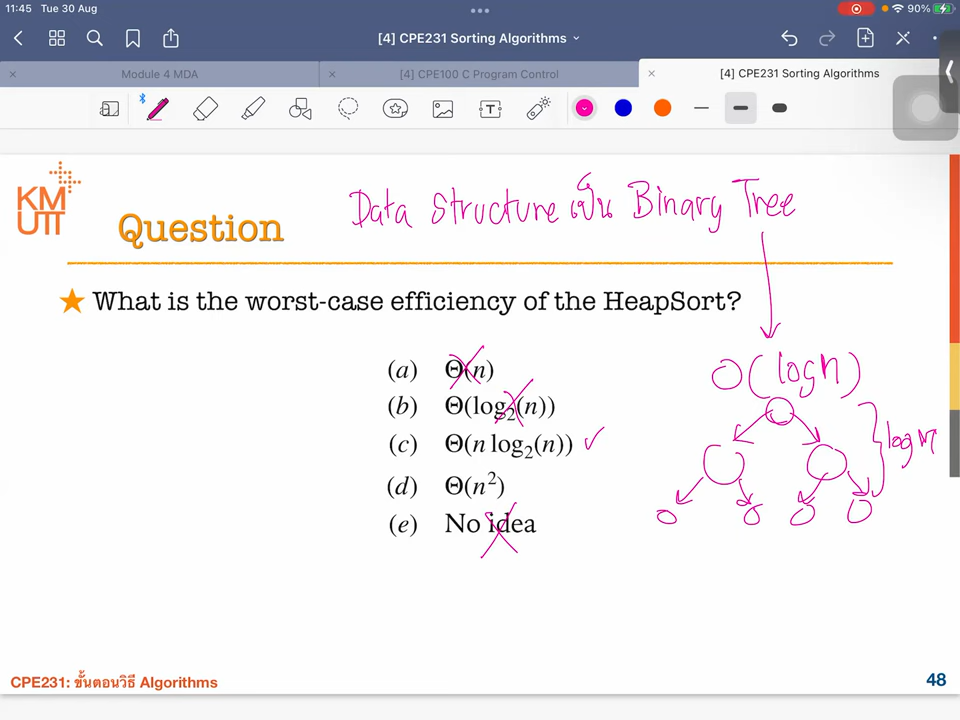 11:45 Tue 30 Aug
90%
[4] CPE231 Sorting Algorithms
Module 4 MDA
[4] CPE100 C Program Control
[4] CPE231 Sorting Algorithms
KM
UTT
Data Structure เป็น Binary Tree
Question
★ What is the worst-case efficiency of the HeapSort?
(a) Θ(n)
(b) Θ(log₂(n))
(c) Θ(n log₂(n)) ✓
(d) Θ(n²)
(e) No idea
O(log n)
log n
CPE231: ขั้นตอนวิธี Algorithms
48